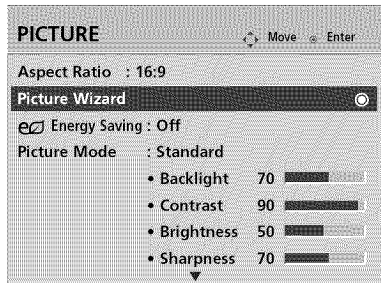 PICTURE
Move Enter
Aspect Ratio : 16:9
Picture Wizard
Energy Saving : Off
Picture Mode : Standard
• Backlight 70
• Contrast 90
• Brightness 50
• Sharpness 70